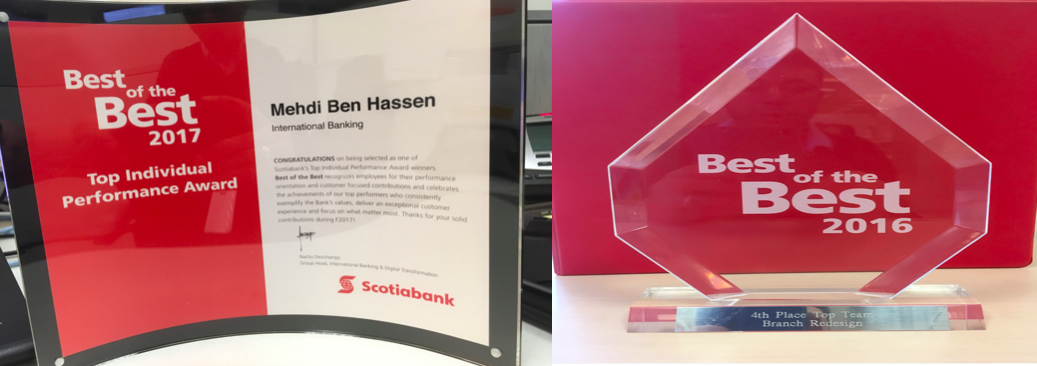 Best
of the
Best
2017
Top Individual
Performance Award
Mehdi Ben Hassen
International Banking
CONGRATULATIONS on being selected as one of
Scotiabank's Top Individual Performance Award winners.
Best of the Best recognizes employees for their performance
orientation and customer focused contributions and celebrates
the achievements of our top performers who consistently
exemplify the Bank's values, deliver an exceptional customer
experience and focus on what matter most. Thanks for your solid
contributions during F2017!
Nacho Deschamps
Group Head, International Banking & Digital Transformation
Scotiabank
Best
of the
Best
2016
4th Place Top Team
Branch Redesign